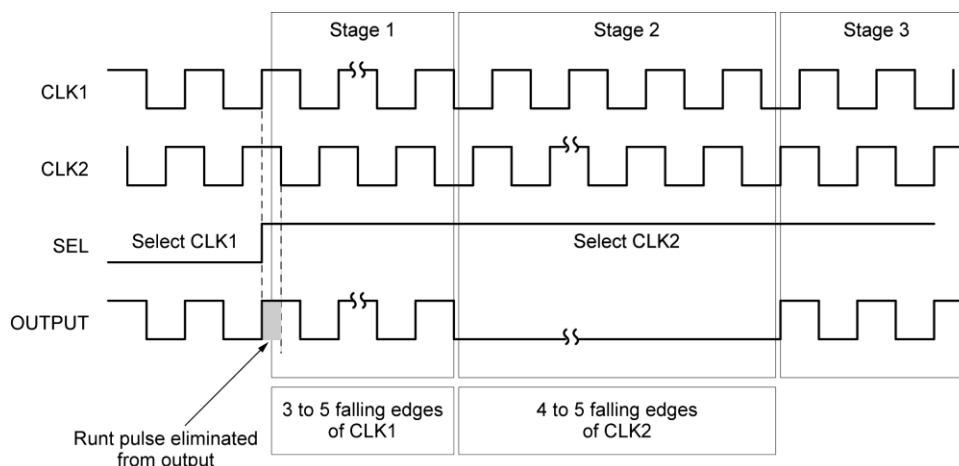 Stage 1
Stage 2
Stage 3
CLK1
CLK2
SEL
Select CLK1
Select CLK2
OUTPUT
3 to 5 falling edges
of CLK1
4 to 5 falling edges
of CLK2
Runt pulse eliminated
from output